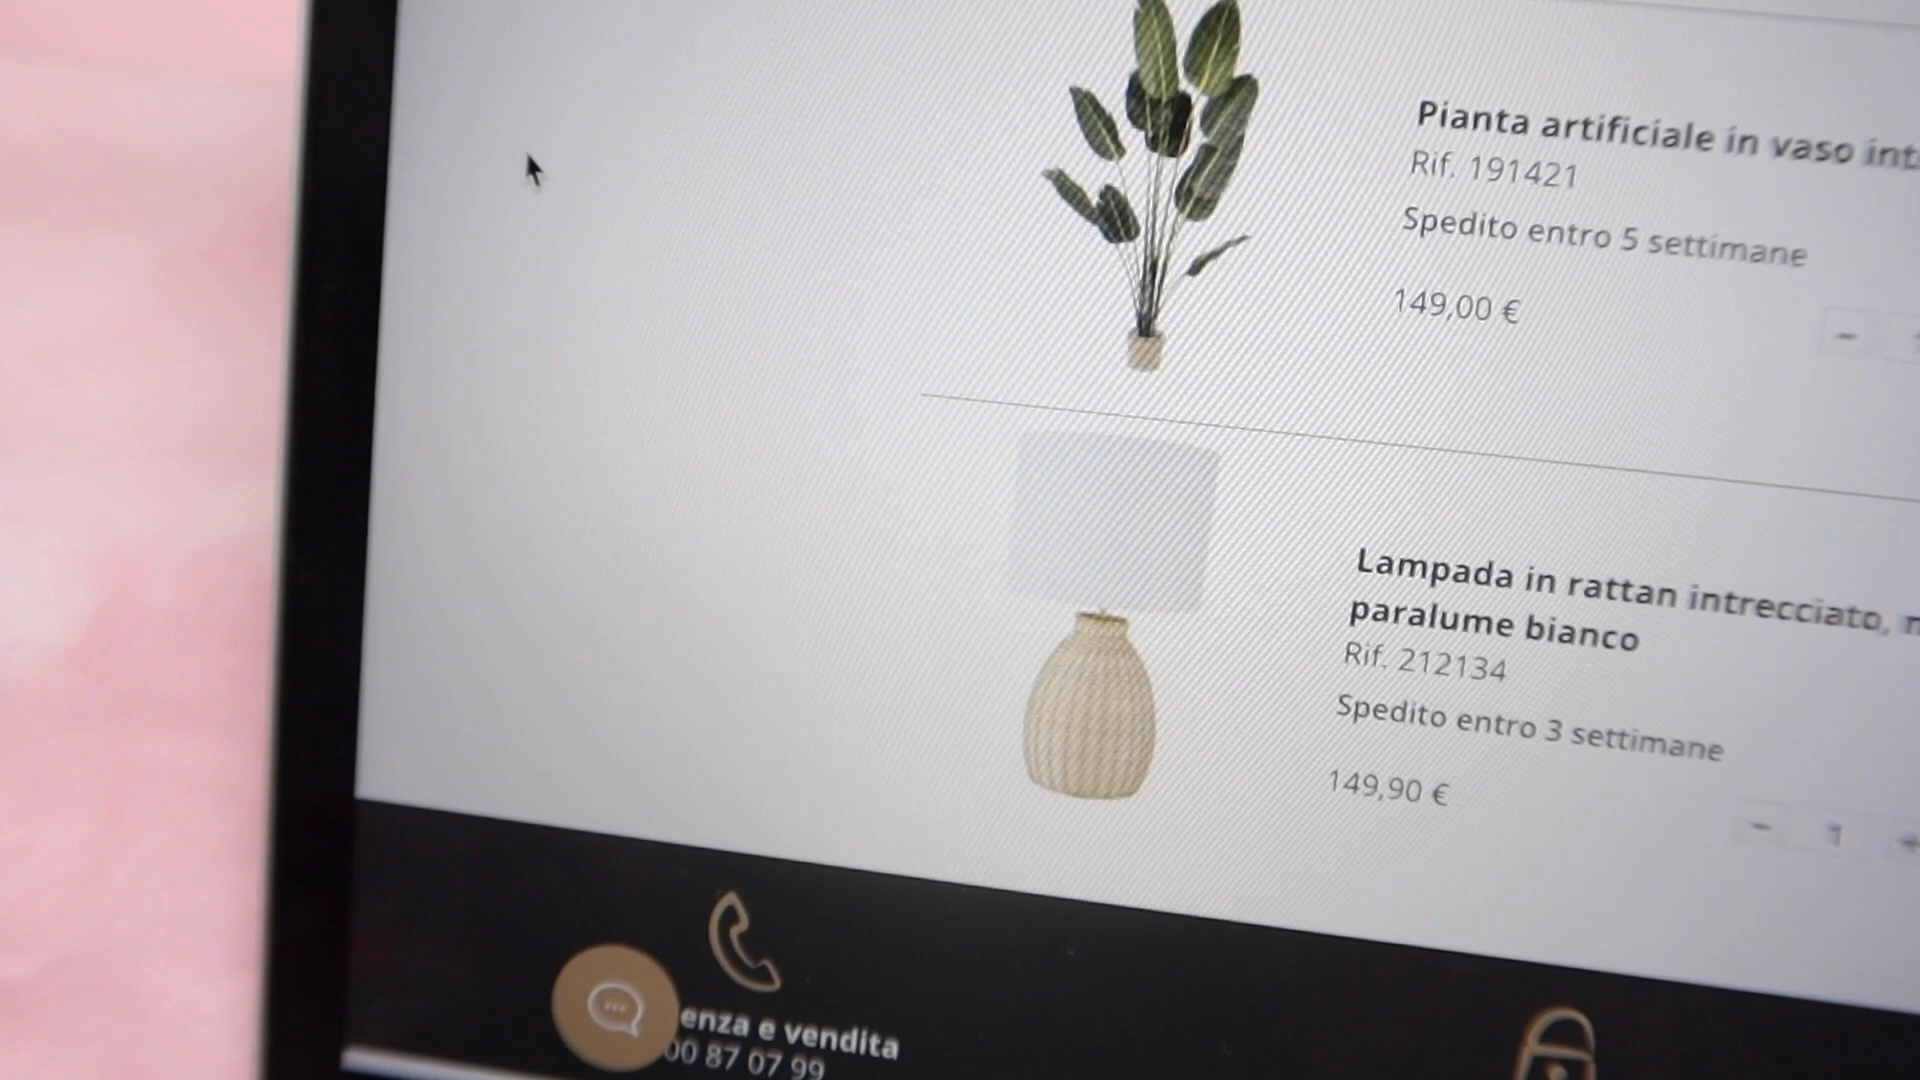 Pianta artificiale in vaso
Rif. 191421
Spedito entro 5 settimane
149,00 €
Lampada in rattan intrecciato,
paralume bianco
Rif. 212134
Spedito entro 3 settimane
149,90 €
- 1 +
enza e vendita
00 87 07 99